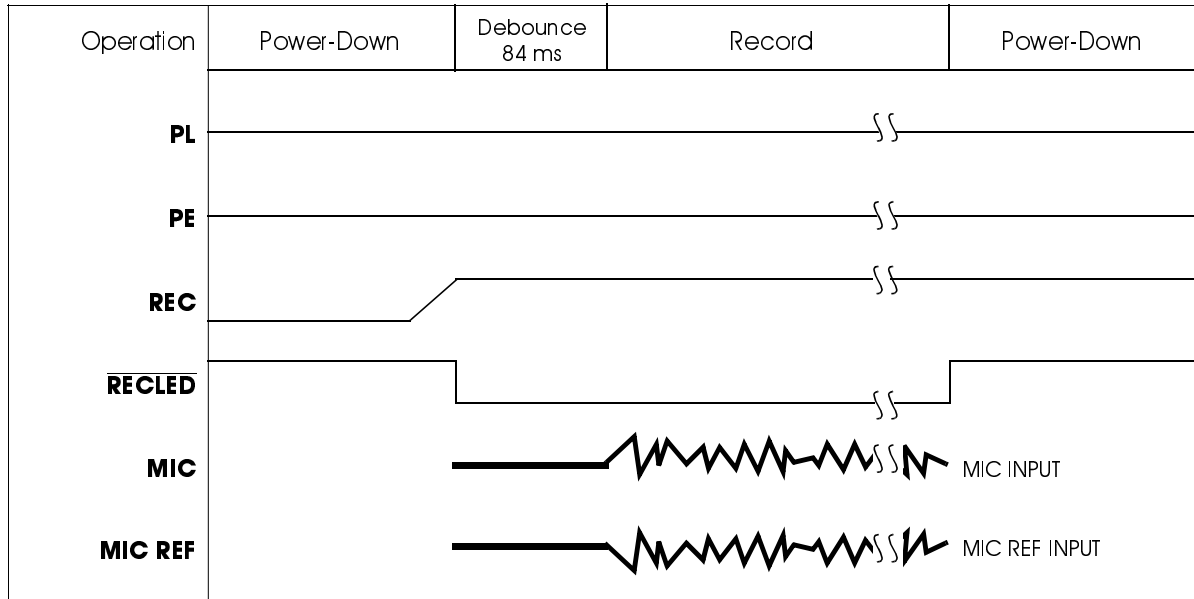 Operation
Power-Down
Debounce
84 ms
Record
Power-Down
PL
PE
REC
RECLED
MIC
MIC INPUT
MIC REF
MIC REF INPUT